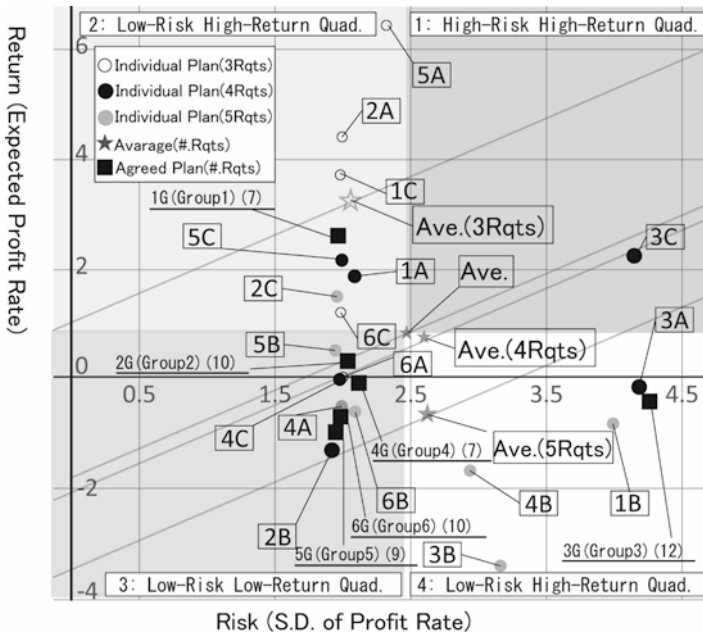 Return (Expected Profit Rate)
2: Low-Risk High-Return Quad.
1: High-Risk High-Return Quad.
6
○Individual Plan(3Rqts)
●Individual Plan(4Rqts)
●Individual Plan(5Rqts)
★Avarage(#.Rqts)
■Agreed Plan(#.Rqts)
5A
2A
4
1C
1G(Group1)(7)
Ave.(3Rqts)
5C
3C
2
1A
Ave.
2C
3A
6C
5B
Ave.(4Rqts)
2G(Group2)(10)
6A
0
0.5
1.5
2.5
3.5
4.5
4C
4A
4G(Group4)(7)
Ave.(5Rqts)
-2
6B
4B
1B
2B
6G(Group6)(10)
5G(Group5)(9)
3B
3G(Group3)(12)
-4
3: Low-Risk Low-Return Quad.
4: Low-Risk High-Return Quad.
Risk (S.D. of Profit Rate)